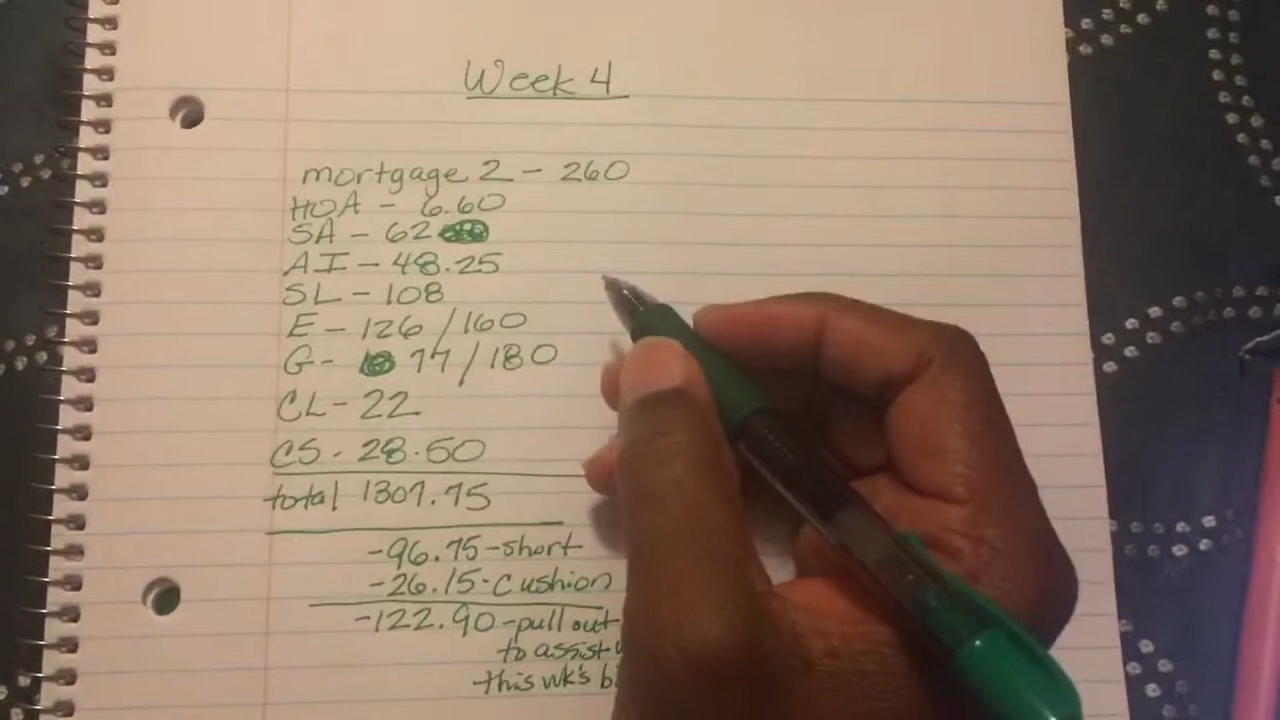 Week 4
mortgage 2 - 260
HOA - 6.60
SA - 62
AI - 48.25
SL - 108
E - 126 / 160
G - 77 / 180
CL - 22
CS - 28.50
total 1307.75
-96.75 - short
-26.15 - cushion
-122.90 - pull out
to assist
this wk's